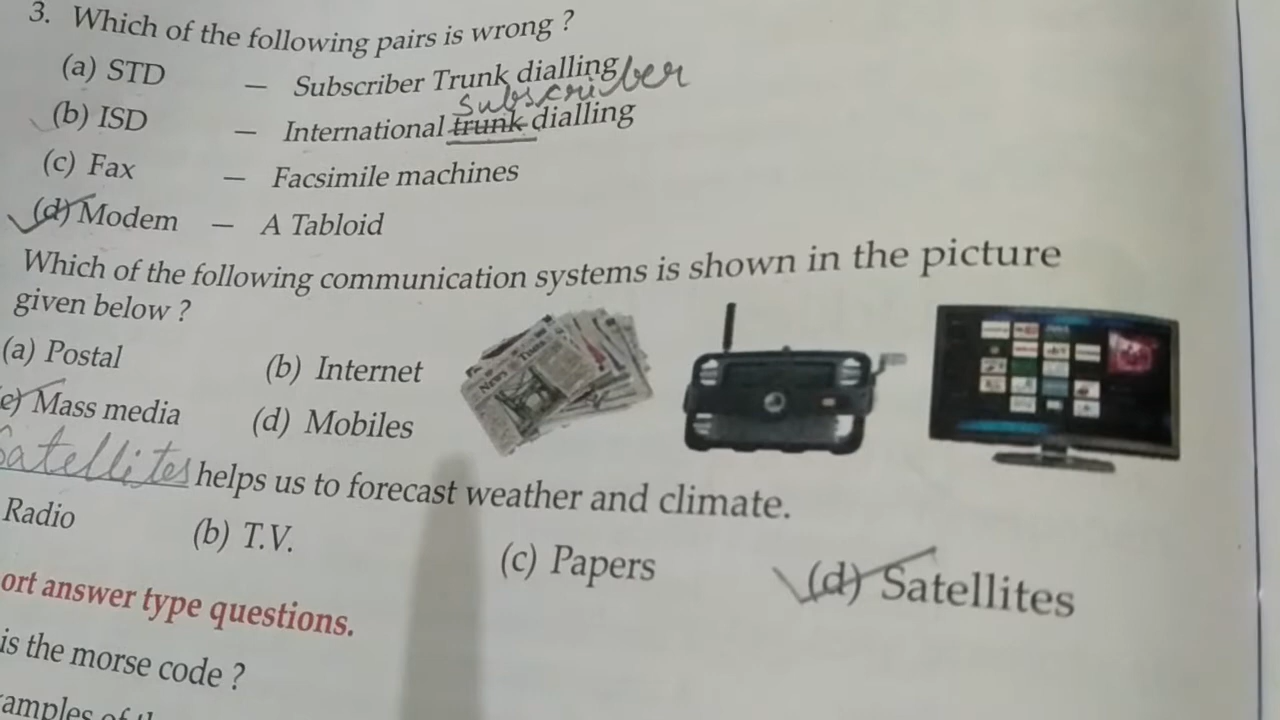 3. Which of the following pairs is wrong ?
(a) STD – Subscriber Trunk dialling
subscriber
(b) ISD – International trunk dialling
(c) Fax – Facsimile machines
(d) Modem – A Tabloid
Which of the following communication systems is shown in the picture
given below ?
(a) Postal (b) Internet
c) Mass media (d) Mobiles
News Times
Satellites helps us to forecast weather and climate.
Radio (b) T.V. (c) Papers (d) Satellites
ort answer type questions.
is the morse code ?